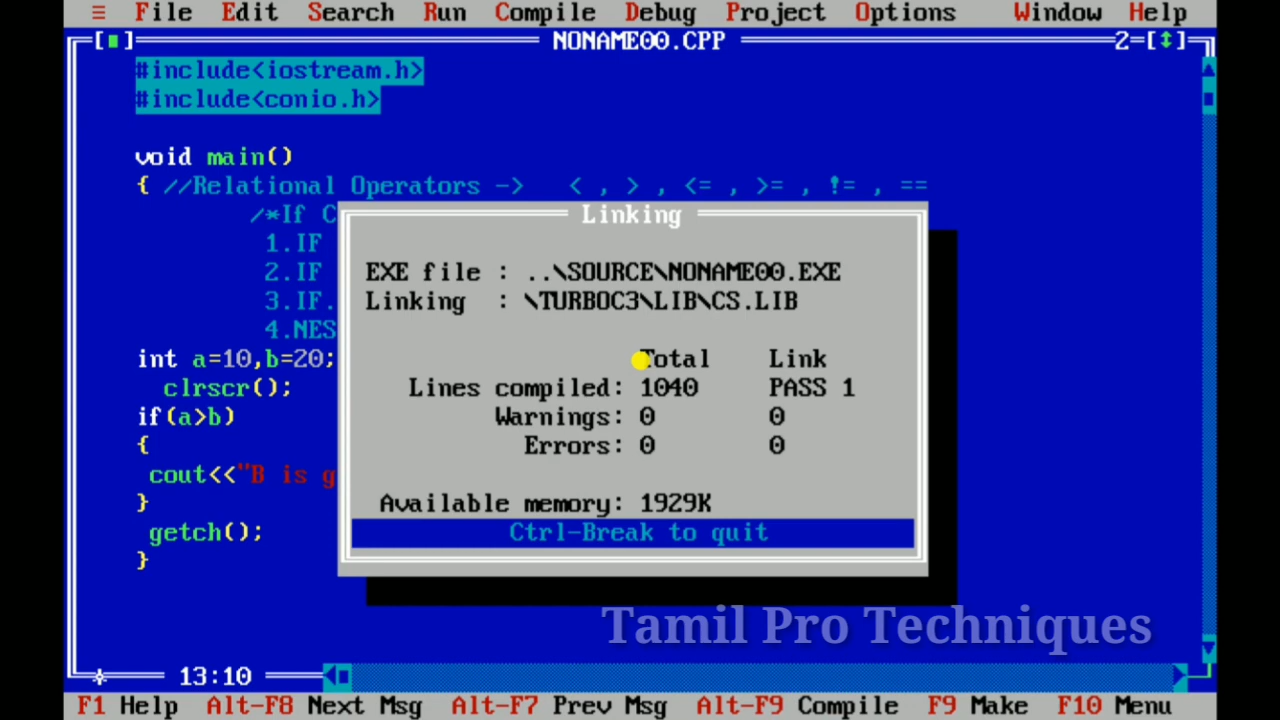 ≡ File Edit Search Run Compile Debug Project Options Window Help
[■] NONAME00.CPP 2=[↕]
#include<iostream.h>
#include<conio.h>
void main()
{ //Relational Operators -> < , > , <= , >= , != , ==
/*If C
1.IF
2.IF
3.IF.
4.NES
int a=10,b=20;
clrscr();
if(a>b)
{
cout<<"B is g
}
getch();
}
Linking
EXE file : ..\SOURCE\NONAME00.EXE
Linking : \TURBOC3\LIB\CS.LIB
Total Link
Lines compiled: 1040 PASS 1
Warnings: 0 0
Errors: 0 0
Available memory: 1929K
Ctrl-Break to quit
Tamil Pro Techniques
13:10
F1 Help Alt-F8 Next Msg Alt-F7 Prev Msg Alt-F9 Compile F9 Make F10 Menu